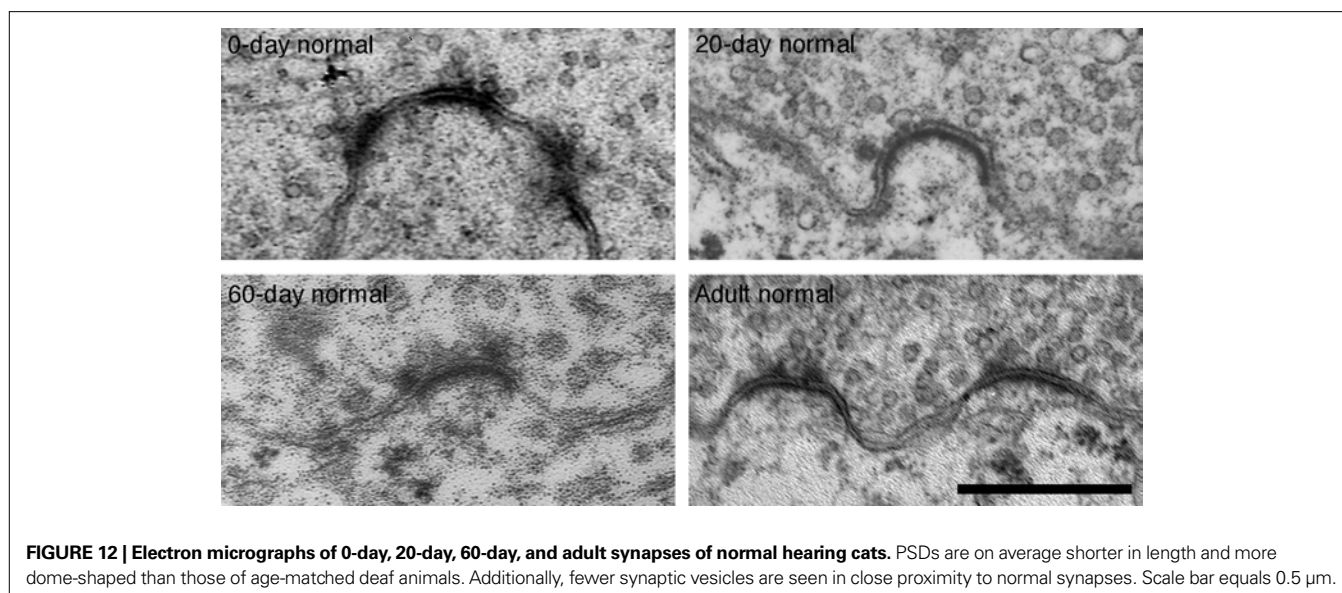 0-day normal
20-day normal
60-day normal
Adult normal
FIGURE 12 | Electron micrographs of 0-day, 20-day, 60-day, and adult synapses of normal hearing cats. PSDs are on average shorter in length and more
dome-shaped than those of age-matched deaf animals. Additionally, fewer synaptic vesicles are seen in close proximity to normal synapses. Scale bar equals 0.5 µm.